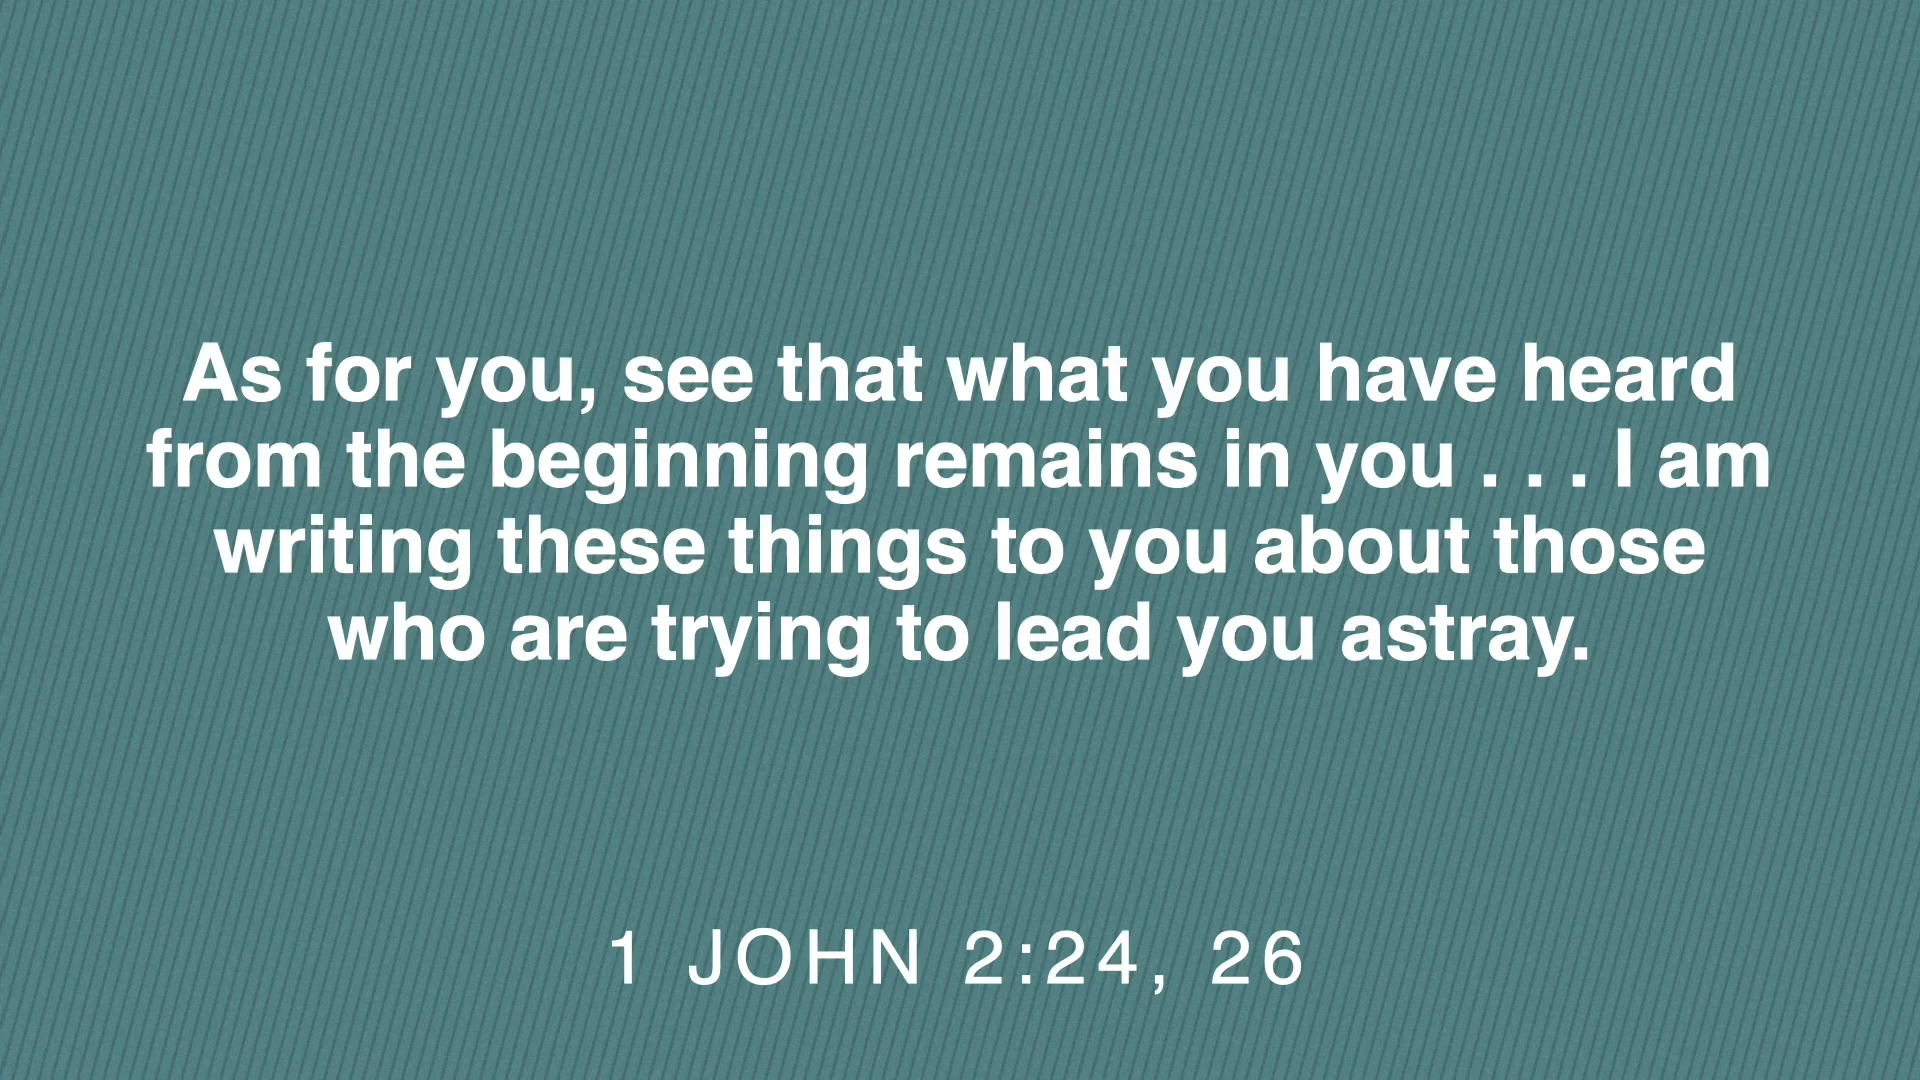 As for you, see that what you have heard
from the beginning remains in you . . . I am
writing these things to you about those
who are trying to lead you astray.
1 JOHN 2:24, 26